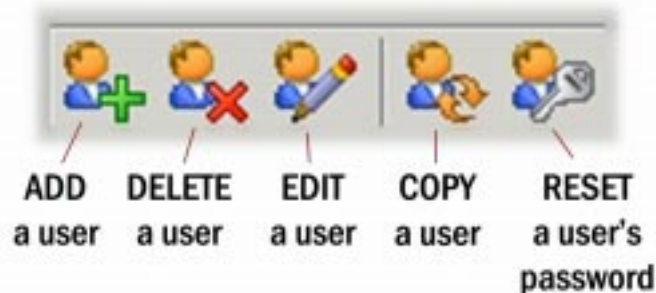 ADD DELETE EDIT COPY RESET
a user a user a user a user a user's
password